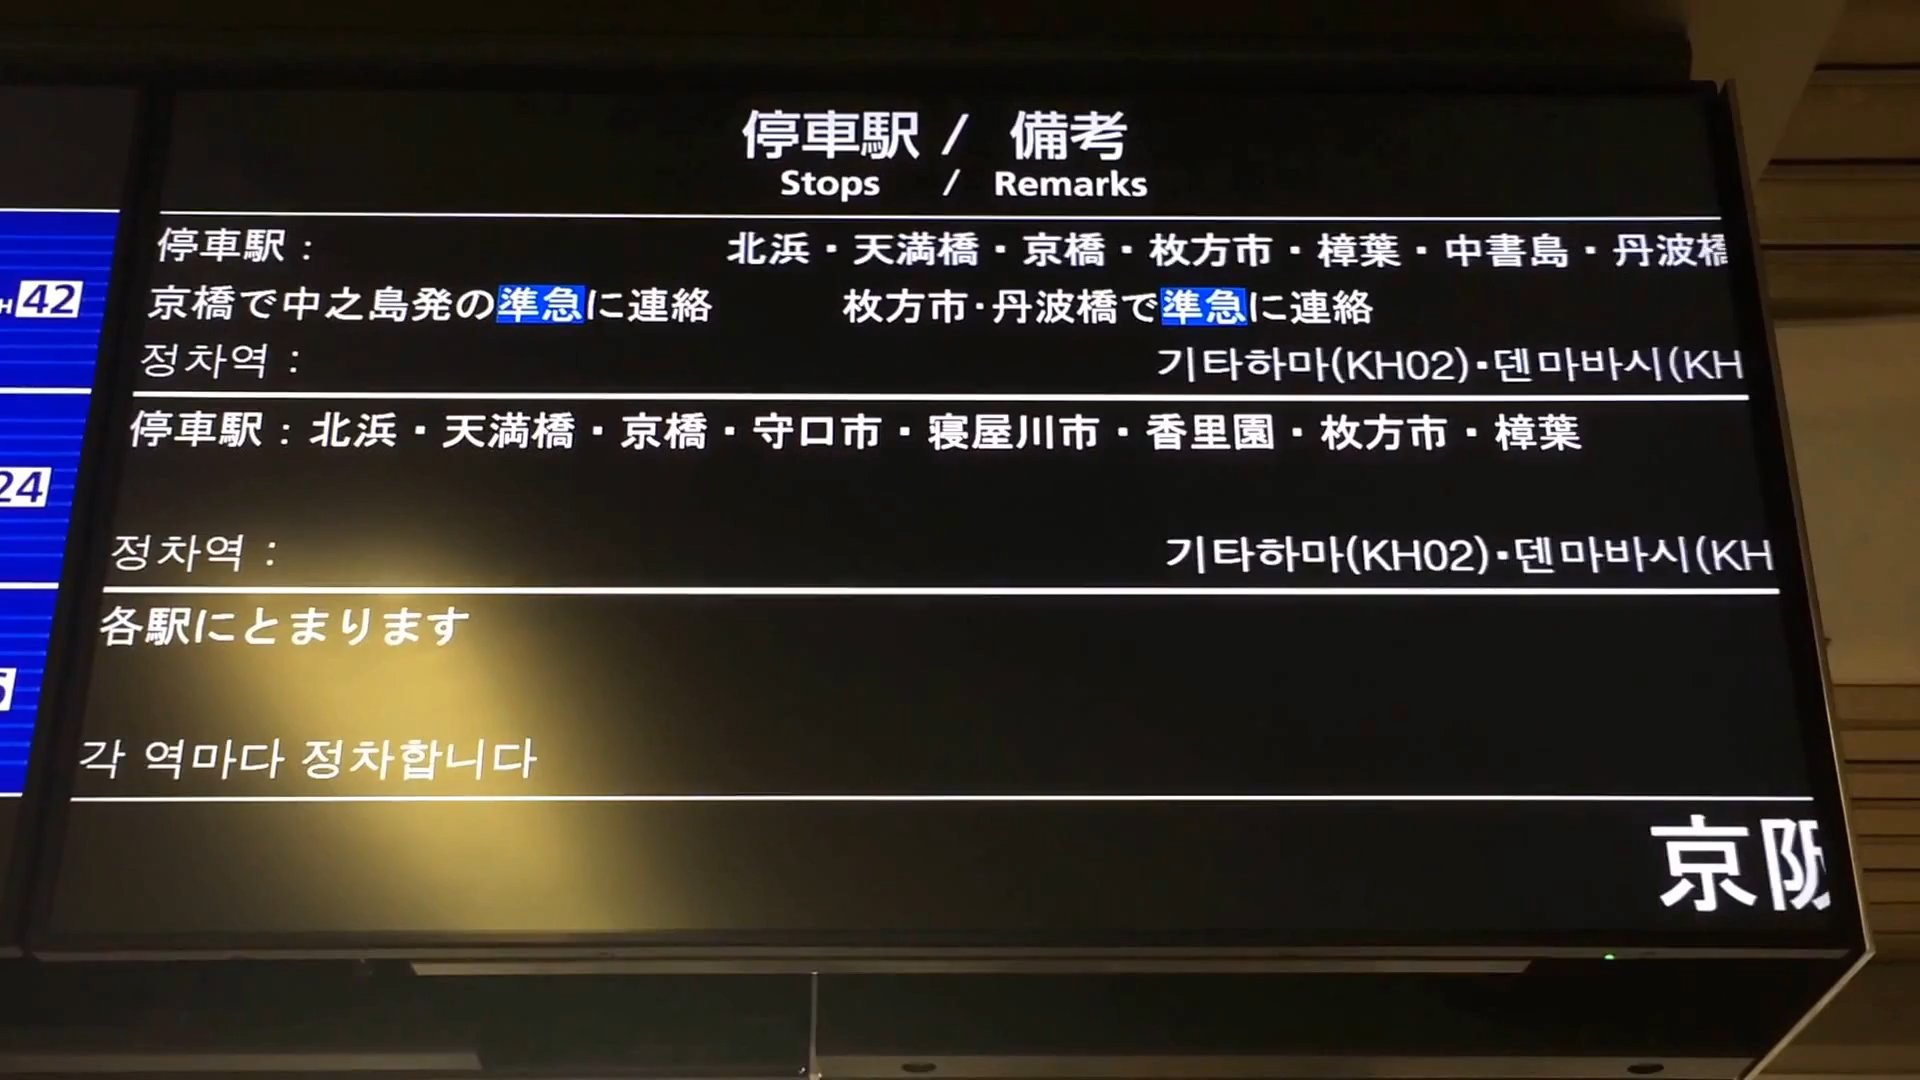 停車駅 / 備考
Stops / Remarks
停車駅 : 北浜・天満橋・京橋・枚方市・樟葉・中書島・丹波橋
42
京橋で中之島発の準急に連絡 枚方市・丹波橋で準急に連絡
정차역 : 기타하마(KH02)▪덴마바시(KH
停車駅 : 北浜・天満橋・京橋・守口市・寝屋川市・香里園・枚方市・樟葉
24
정차역 : 기타하마(KH02)▪덴마바시(KH
各駅にとまります
각 역마다 정차합니다
京阪